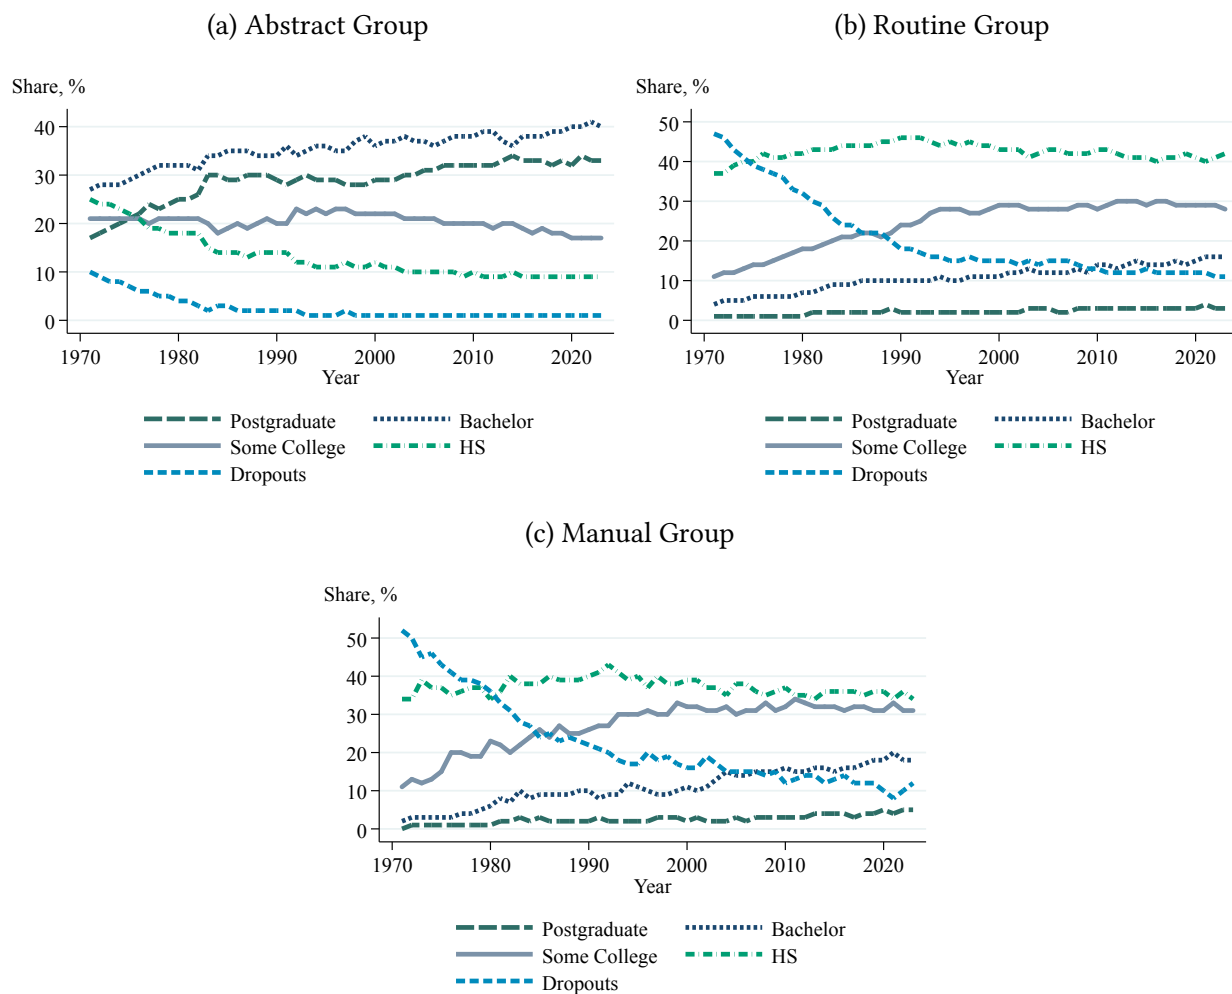 (a) Abstract Group
Share, %
40
30
20
10
0
1970 1980 1990 2000 2010 2020
Year
Postgraduate Bachelor
Some College HS
Dropouts
(b) Routine Group
Share, %
50
40
30
20
10
0
1970 1980 1990 2000 2010 2020
Year
Postgraduate Bachelor
Some College HS
Dropouts
(c) Manual Group
Share, %
50
40
30
20
10
0
1970 1980 1990 2000 2010 2020
Year
Postgraduate Bachelor
Some College HS
Dropouts